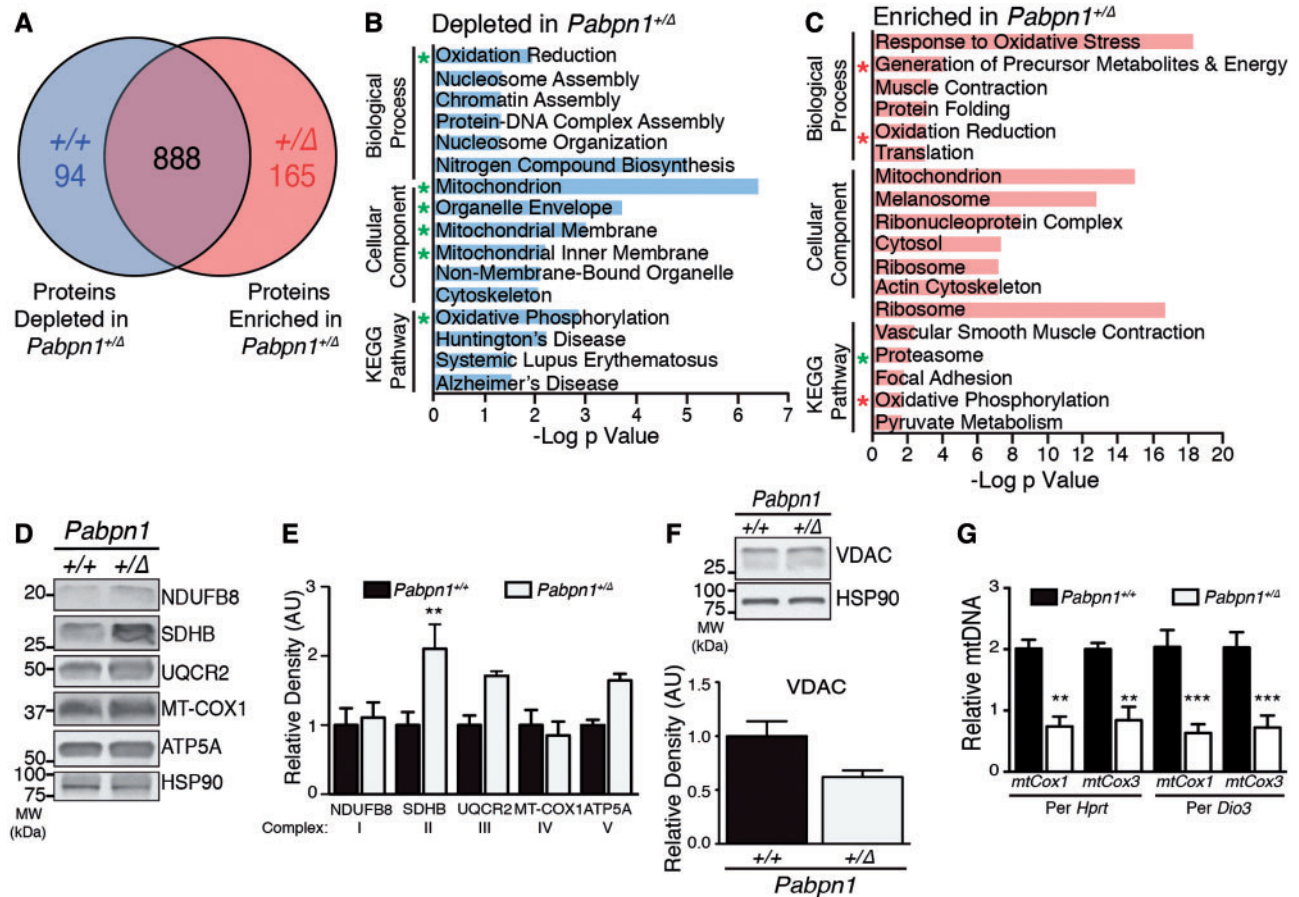 A
+/+
94
888
+/Δ
165
Proteins
Depleted in
Pabpn1+/Δ
Proteins
Enriched in
Pabpn1+/Δ
B
Depleted in Pabpn1+/Δ
Biological
Process
* Oxidation Reduction
Nucleosome Assembly
Chromatin Assembly
Protein-DNA Complex Assembly
Nucleosome Organization
Nitrogen Compound Biosynthesis
Cellular
Component
* Mitochondrion
* Organelle Envelope
* Mitochondrial Membrane
* Mitochondrial Inner Membrane
Non-Membrane-Bound Organelle
Cytoskeleton
KEGG
Pathway
* Oxidative Phosphorylation
Huntington's Disease
Systemic Lupus Erythematosus
Alzheimer's Disease
0 1 2 3 4 5 6 7
-Log p Value
C
Enriched in Pabpn1+/Δ
Biological
Process
Response to Oxidative Stress
* Generation of Precursor Metabolites & Energy
Muscle Contraction
Protein Folding
* Oxidation Reduction
Translation
Cellular
Component
Mitochondrion
Melanosome
Ribonucleoprotein Complex
Cytosol
Ribosome
Actin Cytoskeleton
KEGG
Pathway
Ribosome
Vascular Smooth Muscle Contraction
* Proteasome
Focal Adhesion
* Oxidative Phosphorylation
Pyruvate Metabolism
0 2 4 6 8 10 12 14 16 18 20
-Log p Value
D
Pabpn1
+/+ +/Δ
20 NDUFB8
25 SDHB
50 UQCR2
37 MT-COX1
50 ATP5A
100
75
HSP90
MW
(kDa)
E
Pabpn1+/+ Pabpn1+/Δ
Relative Density (AU)
3
2
1
0
**
NDUFB8 SDHB UQCR2 MT-COX1 ATP5A
Complex: I II III IV V
F
Pabpn1
+/+ +/Δ
25 VDAC
100
75
HSP90
MW
(kDa)
VDAC
Relative Density (AU)
1.5
1.0
0.5
0.0
+/+ +/Δ
Pabpn1
G
Pabpn1+/+ Pabpn1+/Δ
Relative mtDNA
3
2
1
0
** ** *** ***
mtCox1 mtCox3 mtCox1 mtCox3
Per Hprt Per Dio3